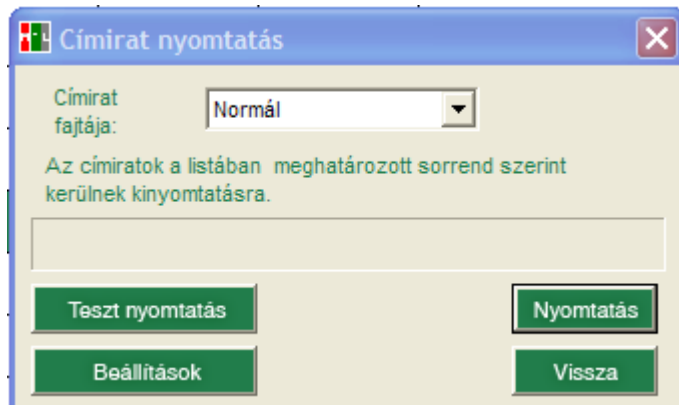 Címirat nyomtatás
Címirat
fajtája:
Normál
Az címiratok a listában meghatározott sorrend szerint
kerülnek kinyomtatásra.
Teszt nyomtatás
Nyomtatás
Beállítások
Vissza